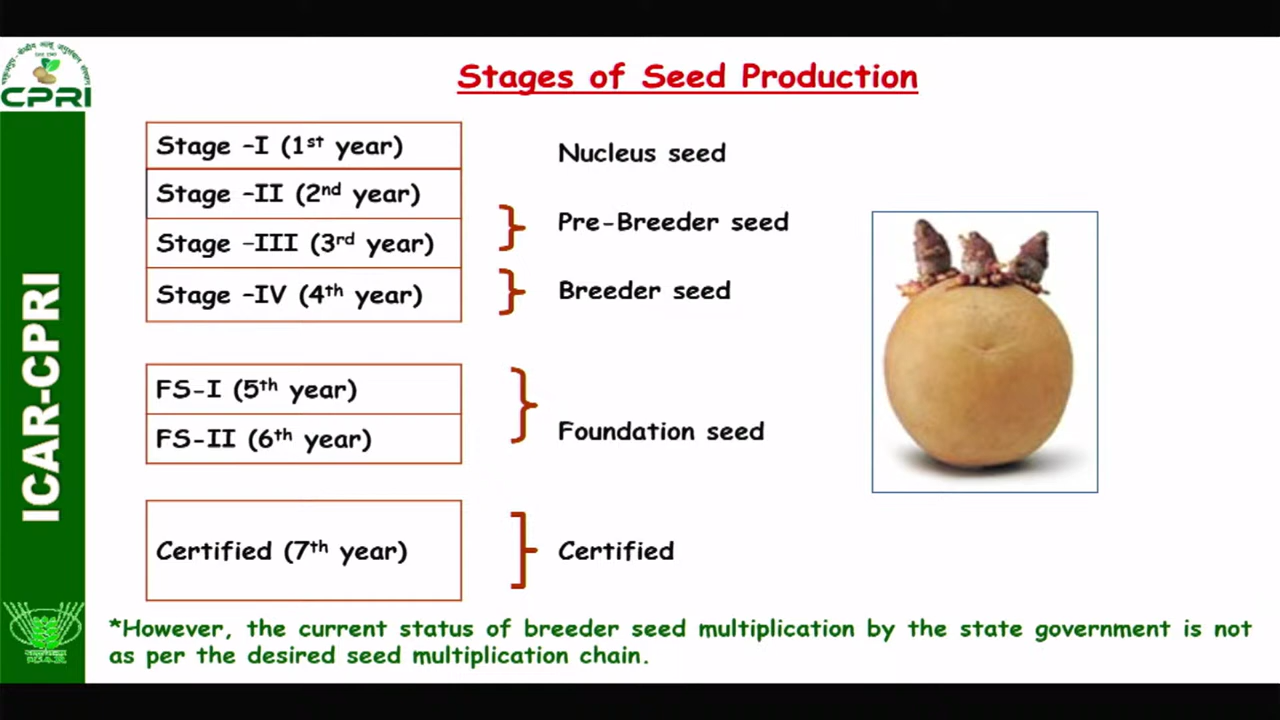 CPRI
Stages of Seed Production
Stage –I (1st year)
Nucleus seed
Stage –II (2nd year)
Pre-Breeder seed
Stage –III (3rd year)
Stage –IV (4th year)
Breeder seed
FS-I (5th year)
FS-II (6th year)
Foundation seed
Certified (7th year)
Certified
*However, the current status of breeder seed multiplication by the state government is not
as per the desired seed multiplication chain.
ICAR-CPRI